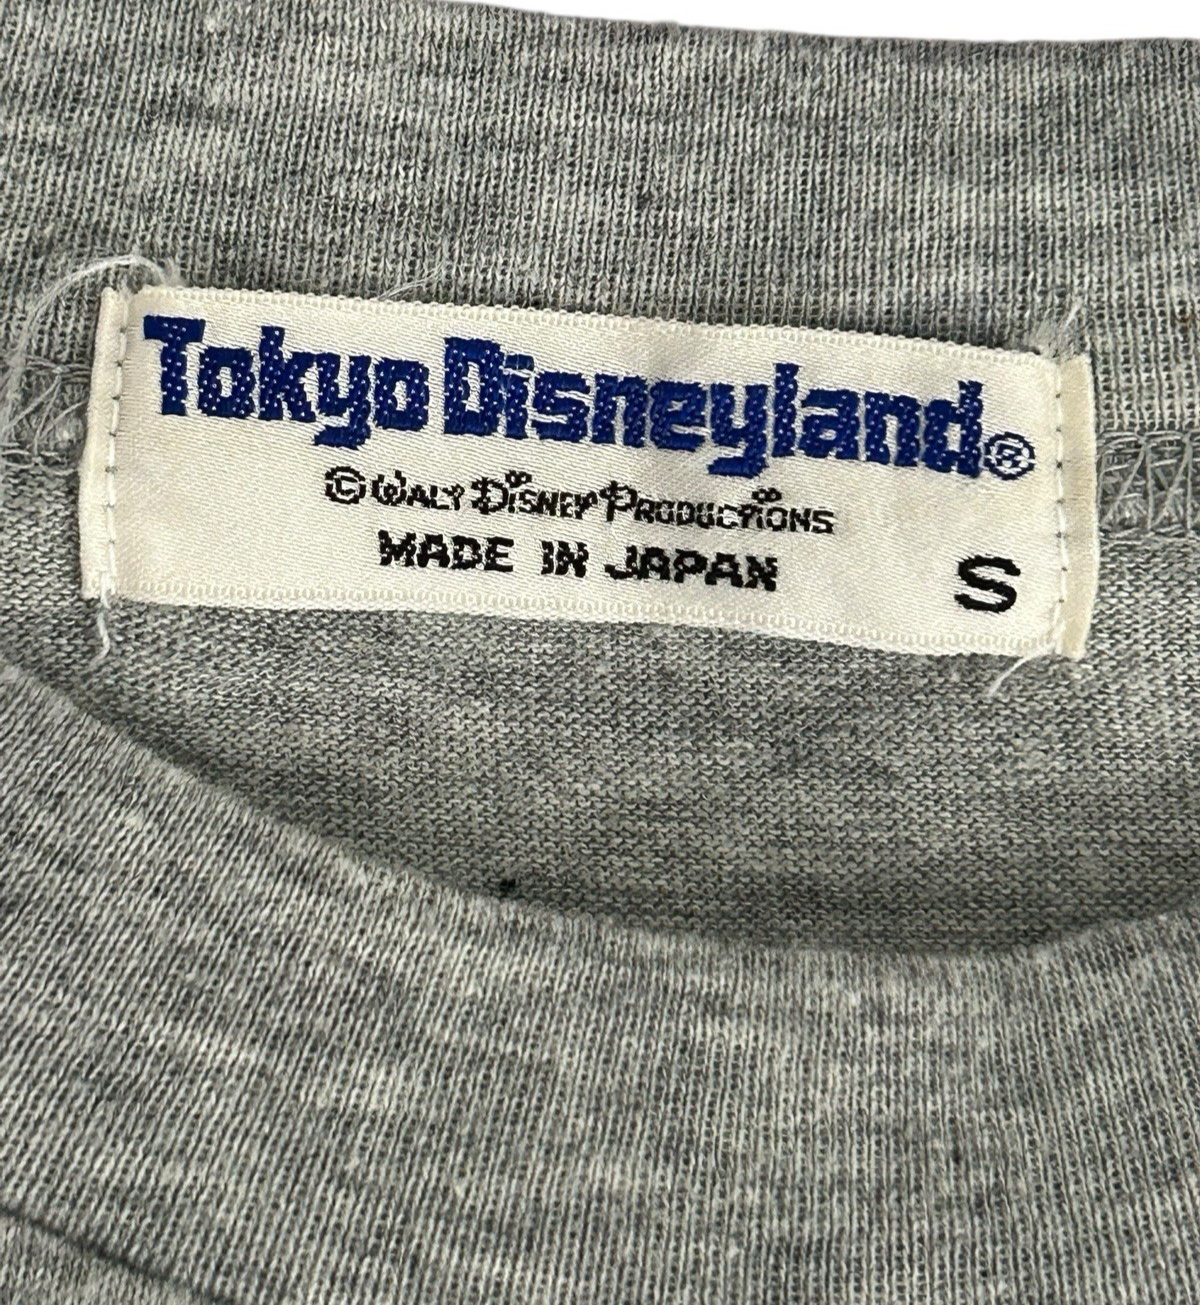 Tokyo Disneyland®
© WALT DISNEY PRODUCTIONS
MADE IN JAPAN
S